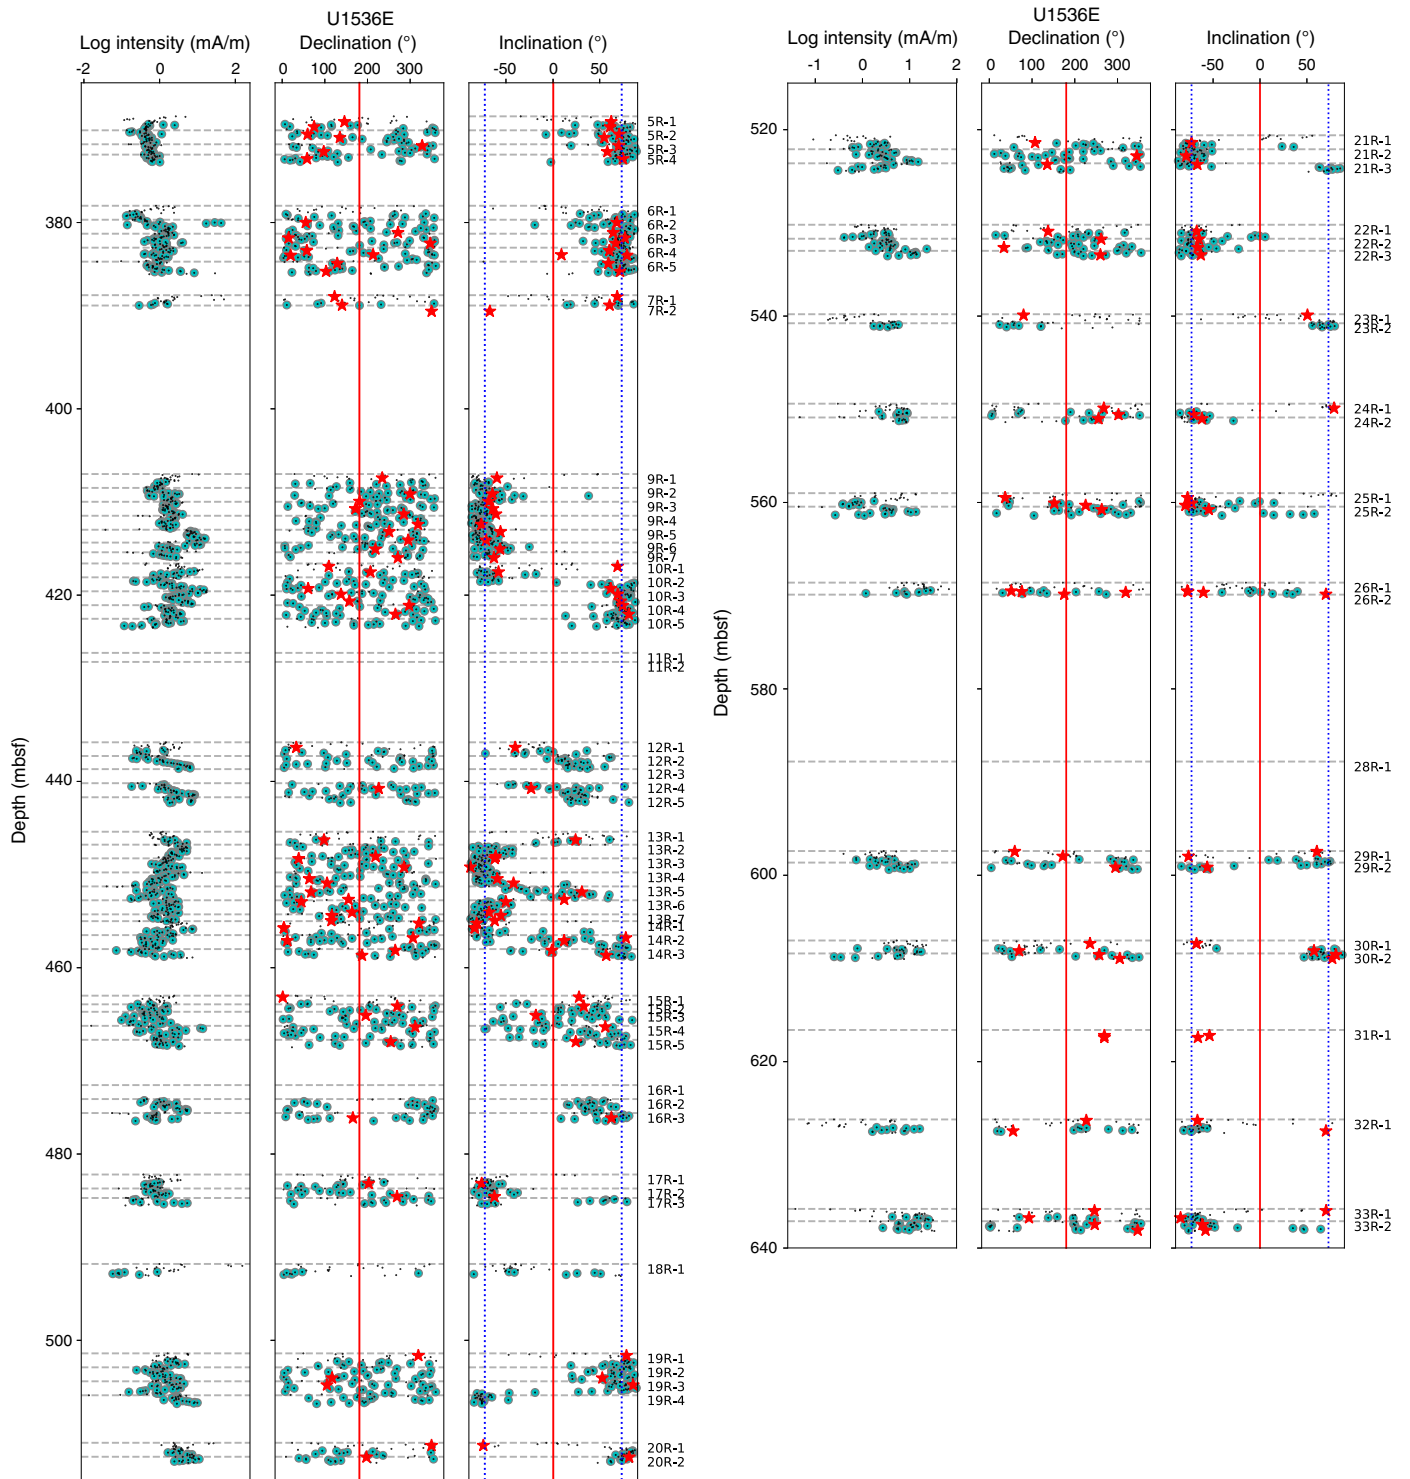 U1536E
Log intensity (mA/m) Declination (°) Inclination (°)
-2 0 2 0 100 200 300 -50 0 50
5R-1
5R-2
5R-3
5R-4
6R-1
380 6R-2
6R-3
6R-4
6R-5
7R-1
7R-2
400
9R-1
9R-2
9R-3
9R-4
9R-5
9R-6
9R-7
10R-1
10R-2
420 10R-3
10R-4
10R-5
11R-1
11R-2
12R-1
12R-2
12R-3
440 12R-4
12R-5
13R-1
13R-2
13R-3
13R-4
13R-5
13R-6
13R-7
14R-1
14R-2
14R-3
460
15R-1
15R-2
15R-3
15R-4
15R-5
16R-1
16R-2
16R-3
480
17R-1
17R-2
17R-3
18R-1
500
19R-1
19R-2
19R-3
19R-4
20R-1
20R-2
Depth (mbsf)
U1536E
Log intensity (mA/m) Declination (°) Inclination (°)
-1 0 1 2 0 100 200 300 -50 0 50
520
21R-1
21R-2
21R-3
22R-1
22R-2
22R-3
540 23R-1
23R-2
24R-1
24R-2
560 25R-1
25R-2
26R-1
26R-2
580
28R-1
29R-1
600 29R-2
30R-1
30R-2
31R-1
620
32R-1
33R-1
33R-2
640
Depth (mbsf)